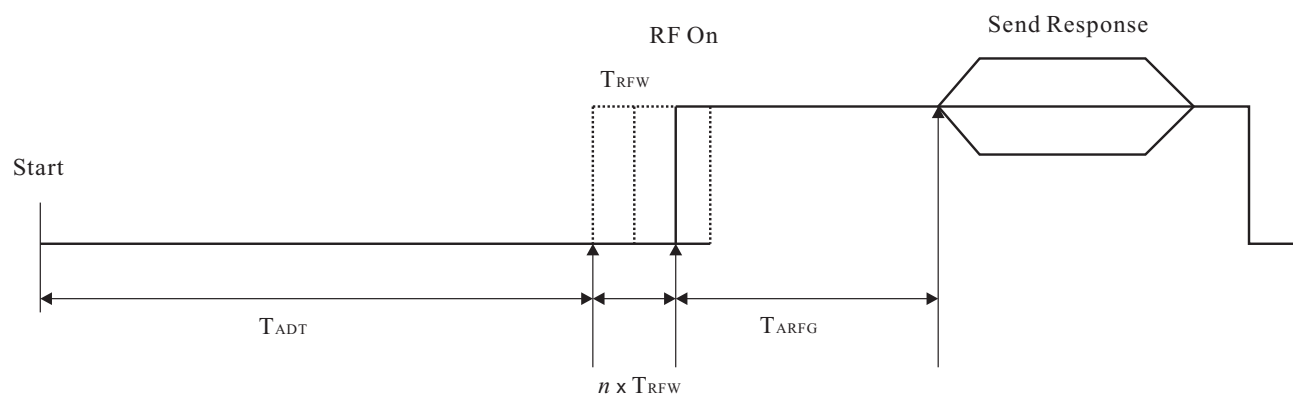 Send Response
RF On
TRFW
Start
TADT
TARFG
n x TRFW